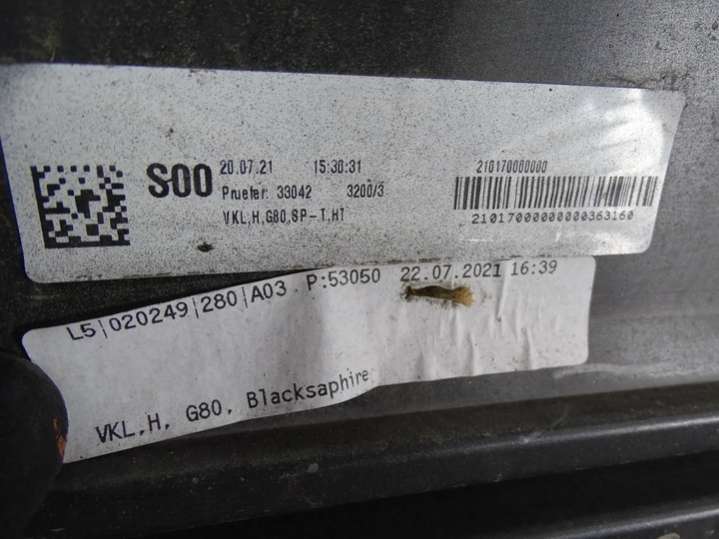 S00 20.07.21 15:30:31
Pruefer: 33042 3200/3
VKL,H,G80,SP-T,HT
210170000000
21017000000000363160
L5|020249|280|A03 P:53050 22.07.2021 16:39
VKL,H, G80, Blacksaphire